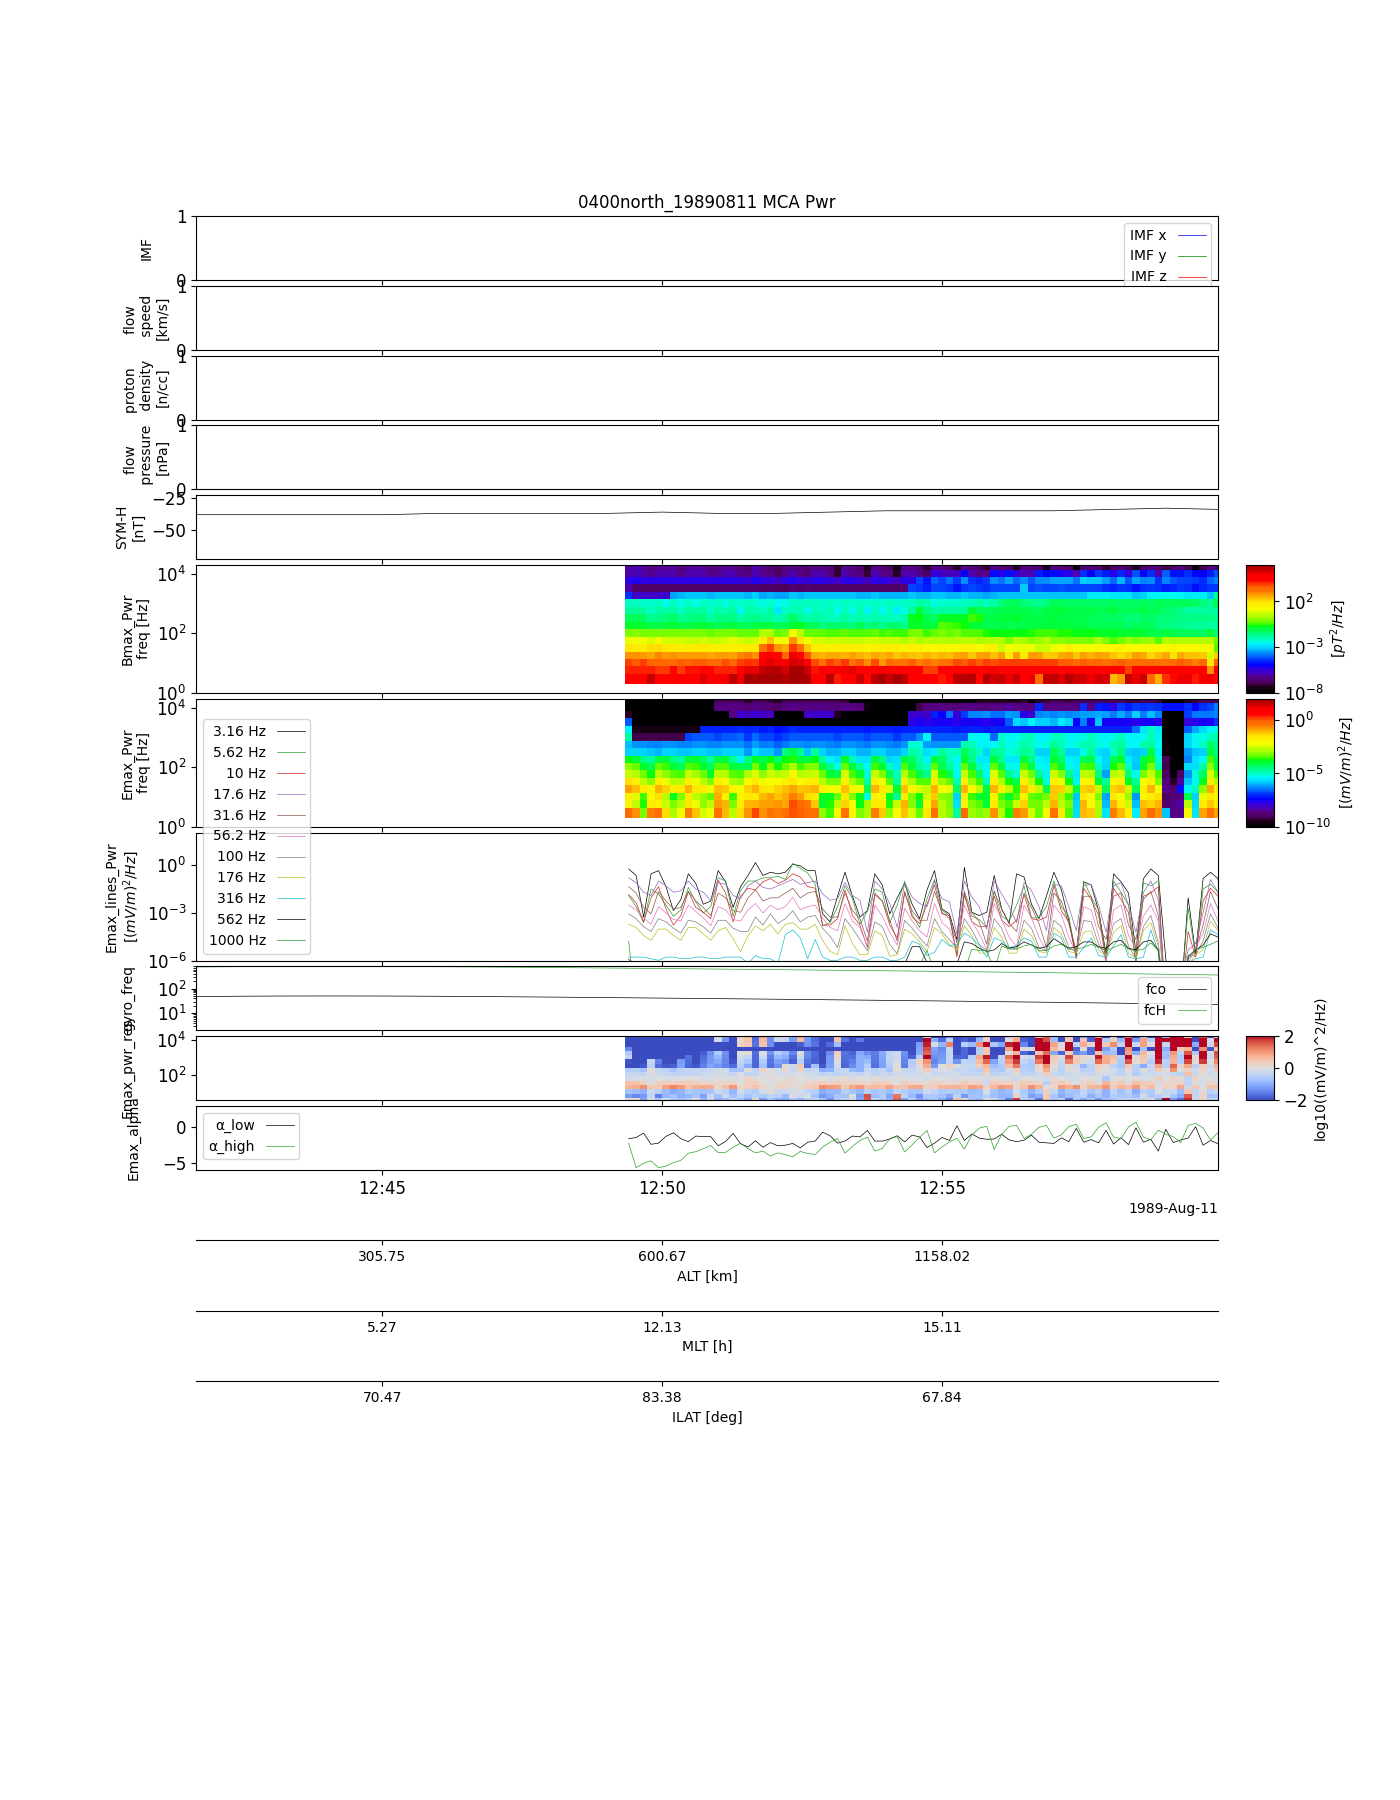 0400north_19890811 MCA Pwr
1
IMF
0
IMF x
IMF y
IMF z
1
flow
speed
[km/s]
0
1
proton
density
[n/cc]
0
1
flow
pressure
[nPa]
0
−25
−50
SYM-H
[nT]
10^4
10^2
10^0
Bmax_Pwr
freq [Hz]
10^2
10^−3
10^−8
[pT^2/Hz]
10^4
10^2
10^0
Emax_Pwr
freq [Hz]
10^0
10^−5
10^−10
[(mV/m)^2/Hz]
3.16 Hz
5.62 Hz
10 Hz
17.6 Hz
31.6 Hz
56.2 Hz
100 Hz
176 Hz
316 Hz
562 Hz
1000 Hz
10^0
10^−3
10^−6
Emax_lines_Pwr
[(mV/m)^2/Hz]
10^2
10^1
gyro_freq
fco
fcH
10^4
10^2
Emax_pwr_reg
2
0
−2
log10((mV/m)^2/Hz)
0
−5
Emax_alpha
α_low
α_high
12:45 12:50 12:55
1989-Aug-11
305.75 600.67 1158.02
ALT [km]
5.27 12.13 15.11
MLT [h]
70.47 83.38 67.84
ILAT [deg]